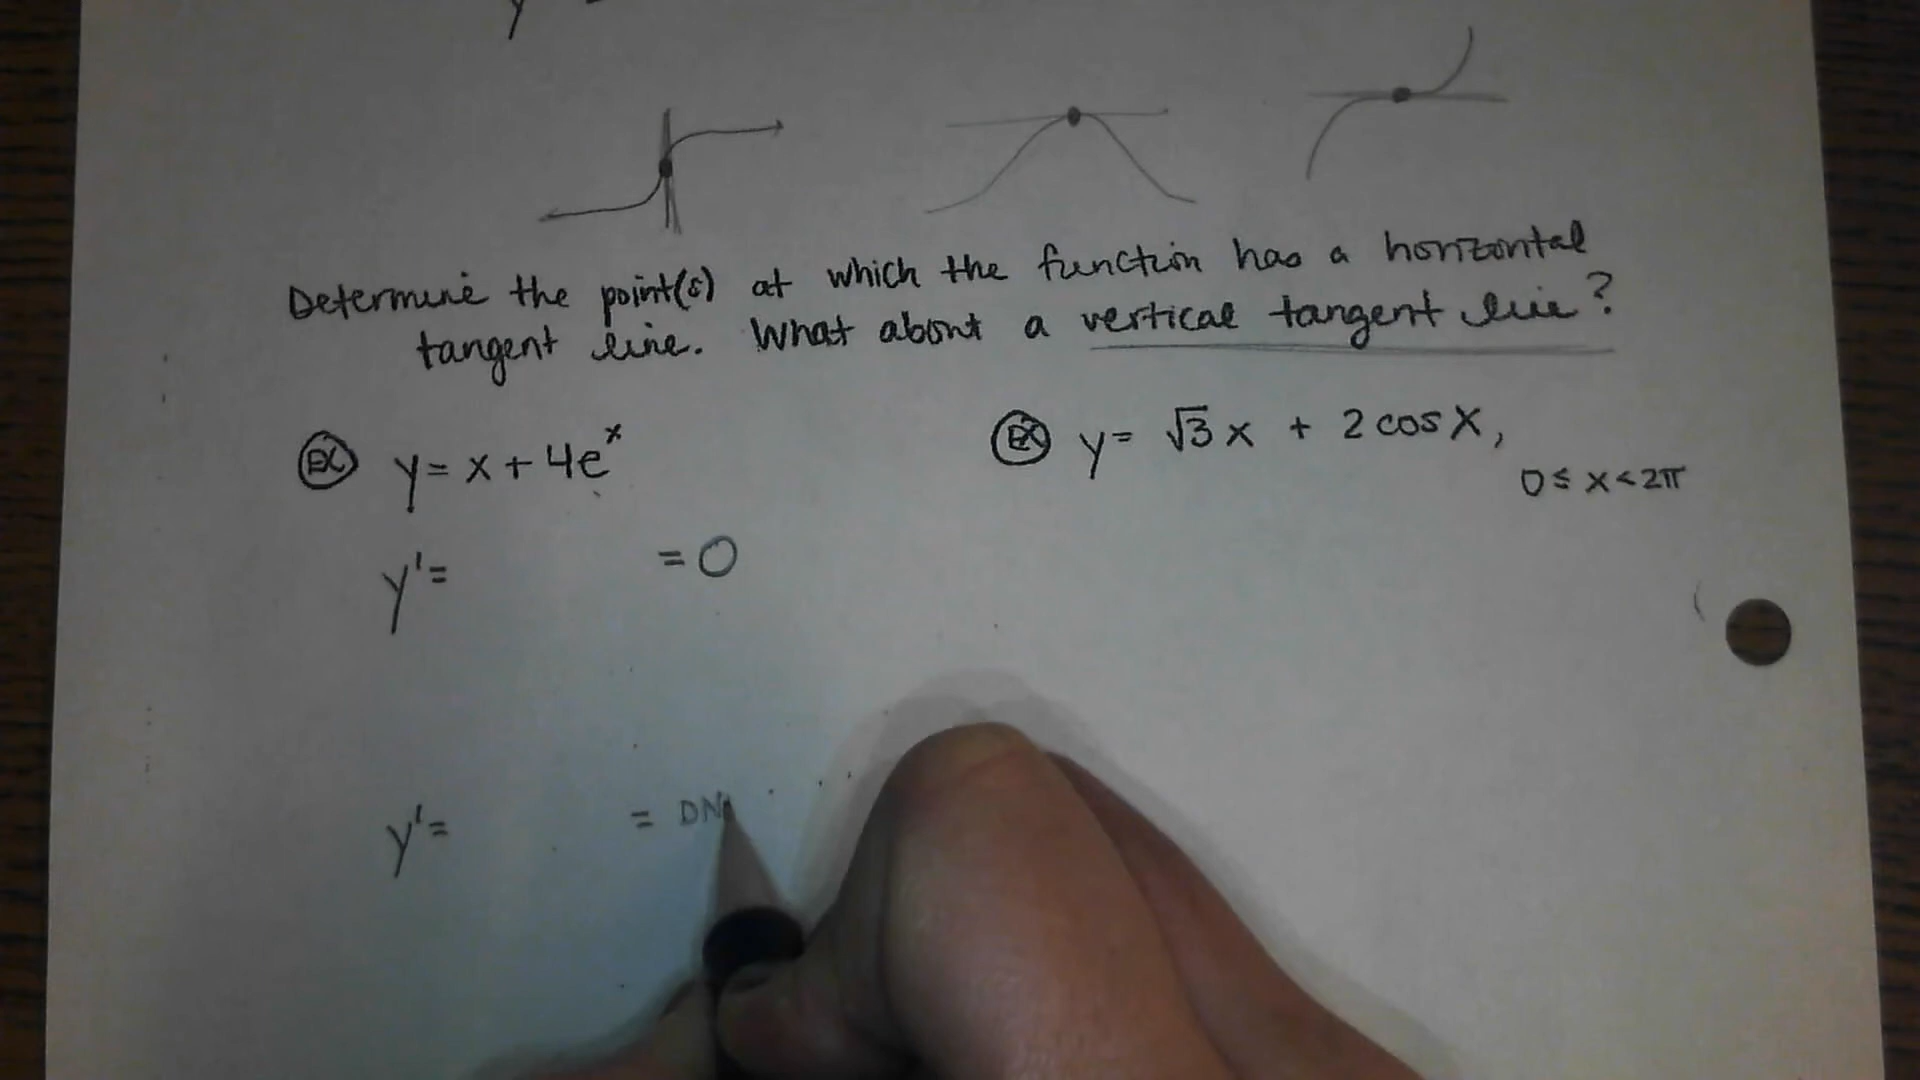 Determine the point(s) at which the function has a horizontal
tangent line. What about a vertical tangent line?
EX y = x + 4e^x
EX y = √3 x + 2 cos x,
0 ≤ x < 2π
y' = = 0
y' = = DN